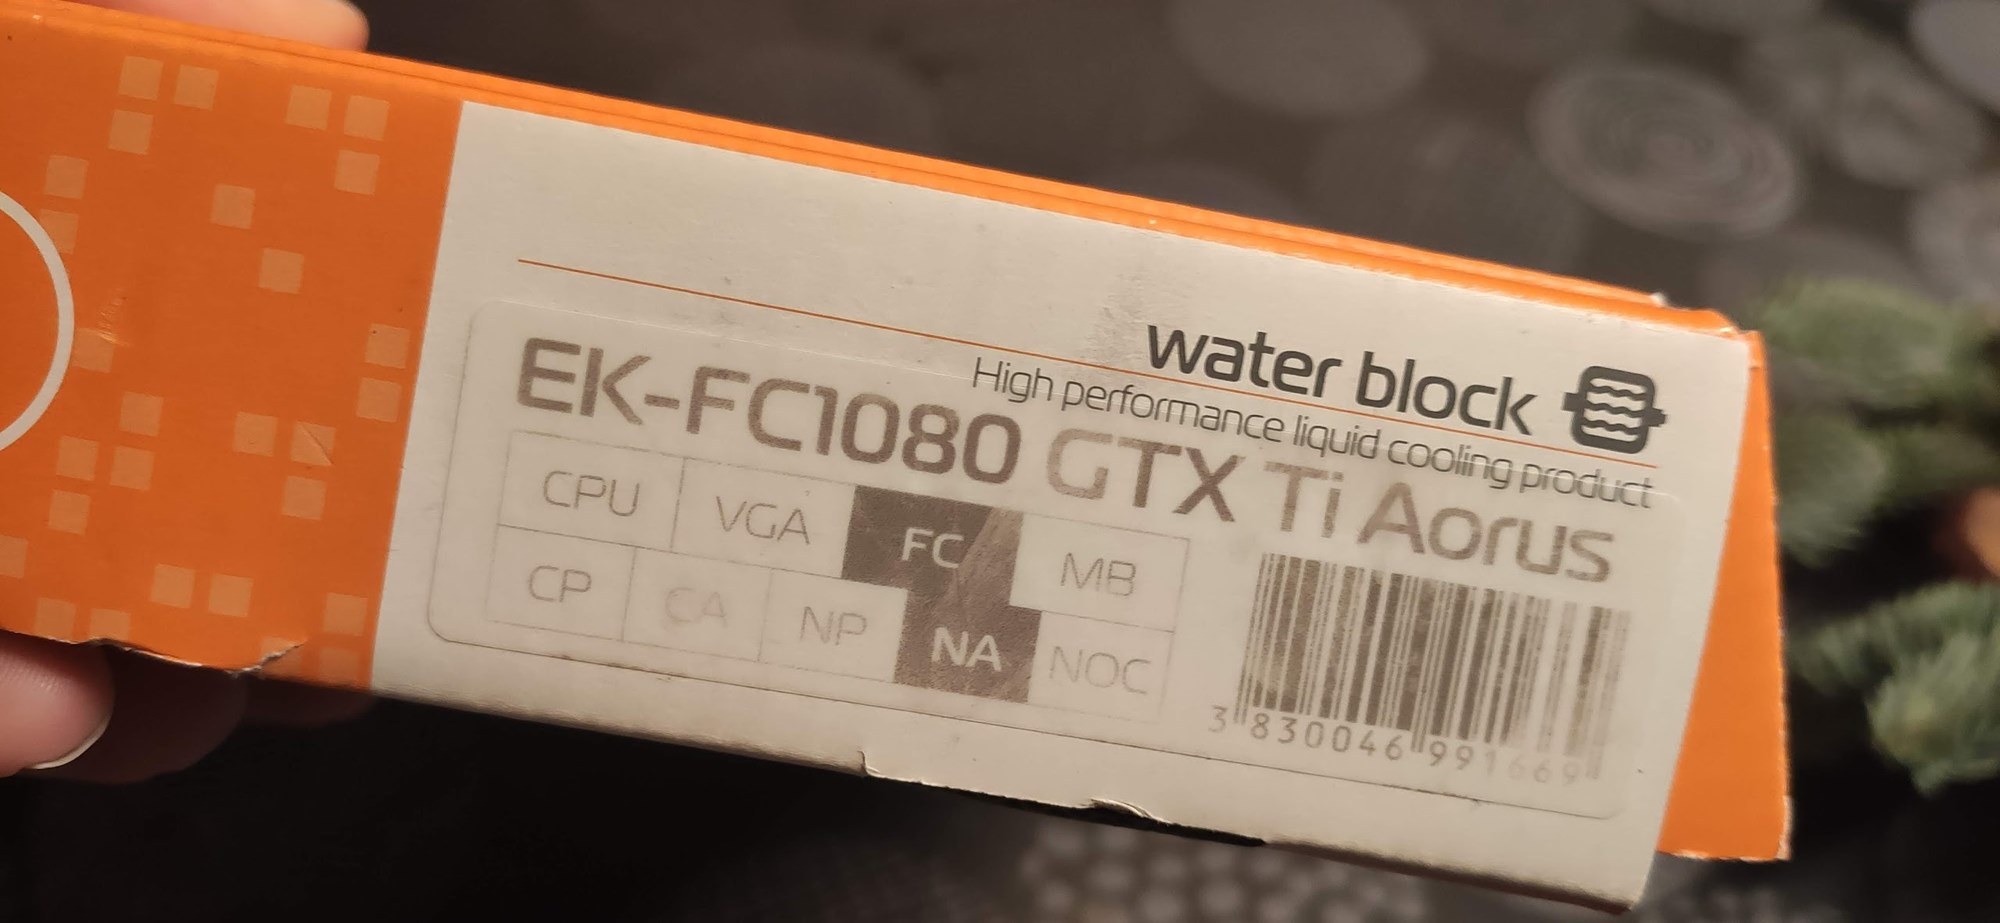 water block
High performance liquid cooling product
EK-FC1080 GTX Ti Aorus
CPU VGA FC MB
CP CA NP NA NOC
3 830046 991669